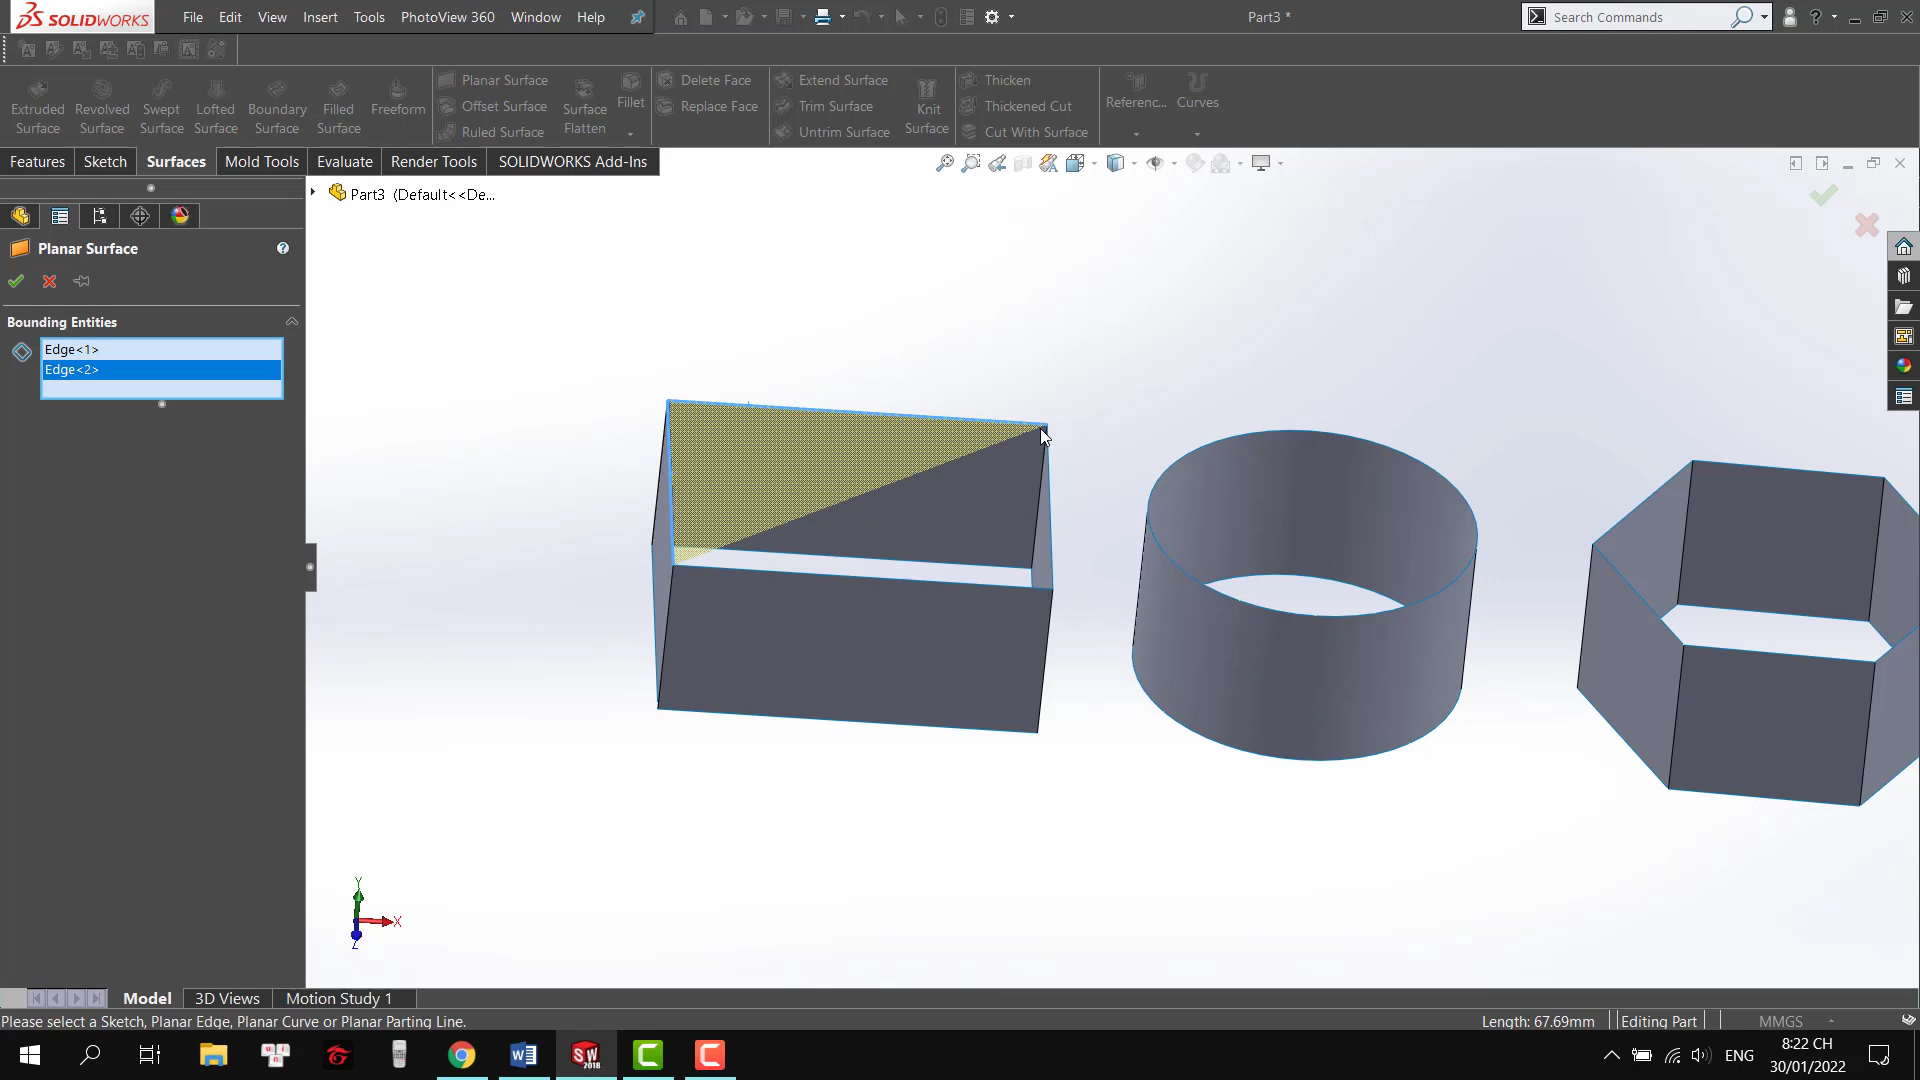 SOLIDWORKS
File Edit View Insert Tools PhotoView 360 Window Help
Part3 *
Search Commands
Extruded Surface
Revolved Surface
Swept Surface
Lofted Surface
Boundary Surface
Filled Surface
Freeform
Planar Surface
Offset Surface
Ruled Surface
Surface Flatten
Fillet
Delete Face
Replace Face
Extend Surface
Trim Surface
Untrim Surface
Knit Surface
Thicken
Thickened Cut
Cut With Surface
Referenc...
Curves
Features Sketch Surfaces Mold Tools Evaluate Render Tools SOLIDWORKS Add-Ins
Part3 (Default<<De...
Planar Surface
Bounding Entities
Edge<1>
Edge<2>
Y
X
Z
Model 3D Views Motion Study 1
Please select a Sketch, Planar Edge, Planar Curve or Planar Parting Line.
Length: 67.69mm Editing Part MMGS
SW 2018
ENG
8:22 CH
30/01/2022